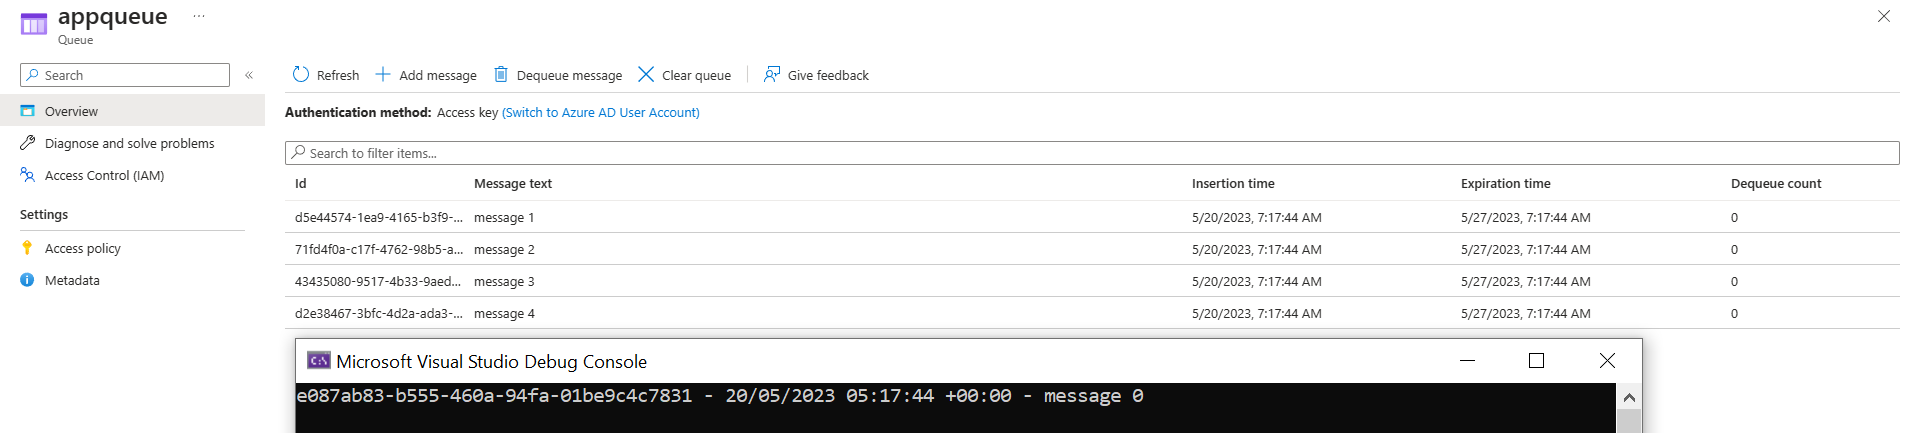 appqueue ...
Queue
Search «
Overview
Diagnose and solve problems
Access Control (IAM)
Settings
Access policy
Metadata
Refresh Add message Dequeue message Clear queue Give feedback
Authentication method: Access key (Switch to Azure AD User Account)
Search to filter items...
Id Message text Insertion time Expiration time Dequeue count
d5e44574-1ea9-4165-b3f9-... message 1 5/20/2023, 7:17:44 AM 5/27/2023, 7:17:44 AM 0
71fd4f0a-c17f-4762-98b5-a... message 2 5/20/2023, 7:17:44 AM 5/27/2023, 7:17:44 AM 0
43435080-9517-4b33-9aed... message 3 5/20/2023, 7:17:44 AM 5/27/2023, 7:17:44 AM 0
d2e38467-3bfc-4d2a-ada3-... message 4 5/20/2023, 7:17:44 AM 5/27/2023, 7:17:44 AM 0
C:\ Microsoft Visual Studio Debug Console
e087ab83-b555-460a-94fa-01be9c4c7831 - 20/05/2023 05:17:44 +00:00 - message 0